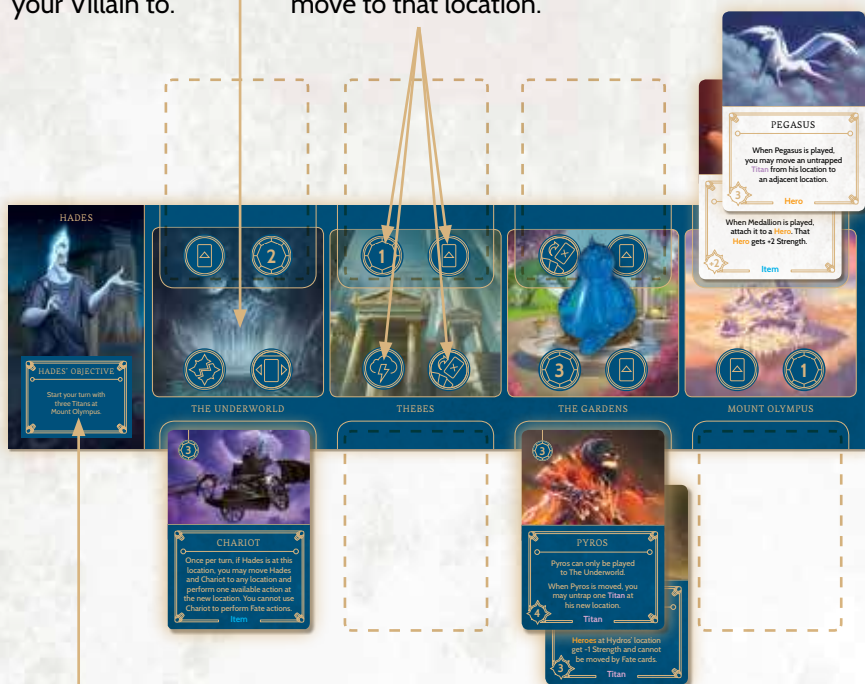 your Villain to.
move to that location.
PEGASUS
When Pegasus is played,
you may move an untrapped
Titan from his location to
an adjacent location.
3
Hero
When Medallion is played,
attach it to a Hero. That
Hero gets +2 Strength.
+2
Item
HADES
HADES' OBJECTIVE
Start your turn with
three Titans at
Mount Olympus.
2
1
3
1
THE UNDERWORLD
THEBES
THE GARDENS
MOUNT OLYMPUS
3
CHARIOT
Once per turn, if Hades is at this
location, you may move Hades
and Chariot to any location and
perform one available action at
the new location. You cannot use
Chariot to perform Fate actions.
Item
3
PYROS
Pyros can only be played
to The Underworld.
When Pyros is moved, you
may untrap one Titan at
his new location.
4
Titan
Heroes at Hydros' location
get -1 Strength and cannot
be moved by Fate cards.
3
Titan